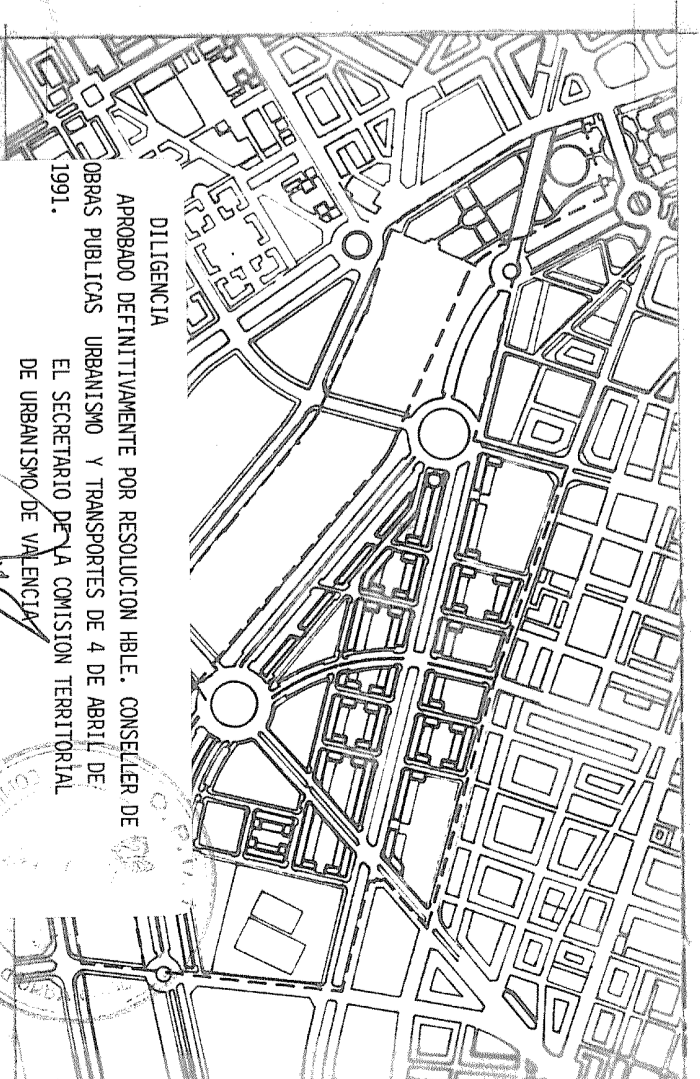 DILIGENCIA
APROBADO DEFINITIVAMENTE POR RESOLUCION HBLE. CONSELLER DE
OBRAS PUBLICAS URBANISMO Y TRANSPORTES DE 4 DE ABRIL DE
1991.
EL SECRETARIO DE LA COMISION TERRITORIAL
DE URBANISMO DE VALENCIA